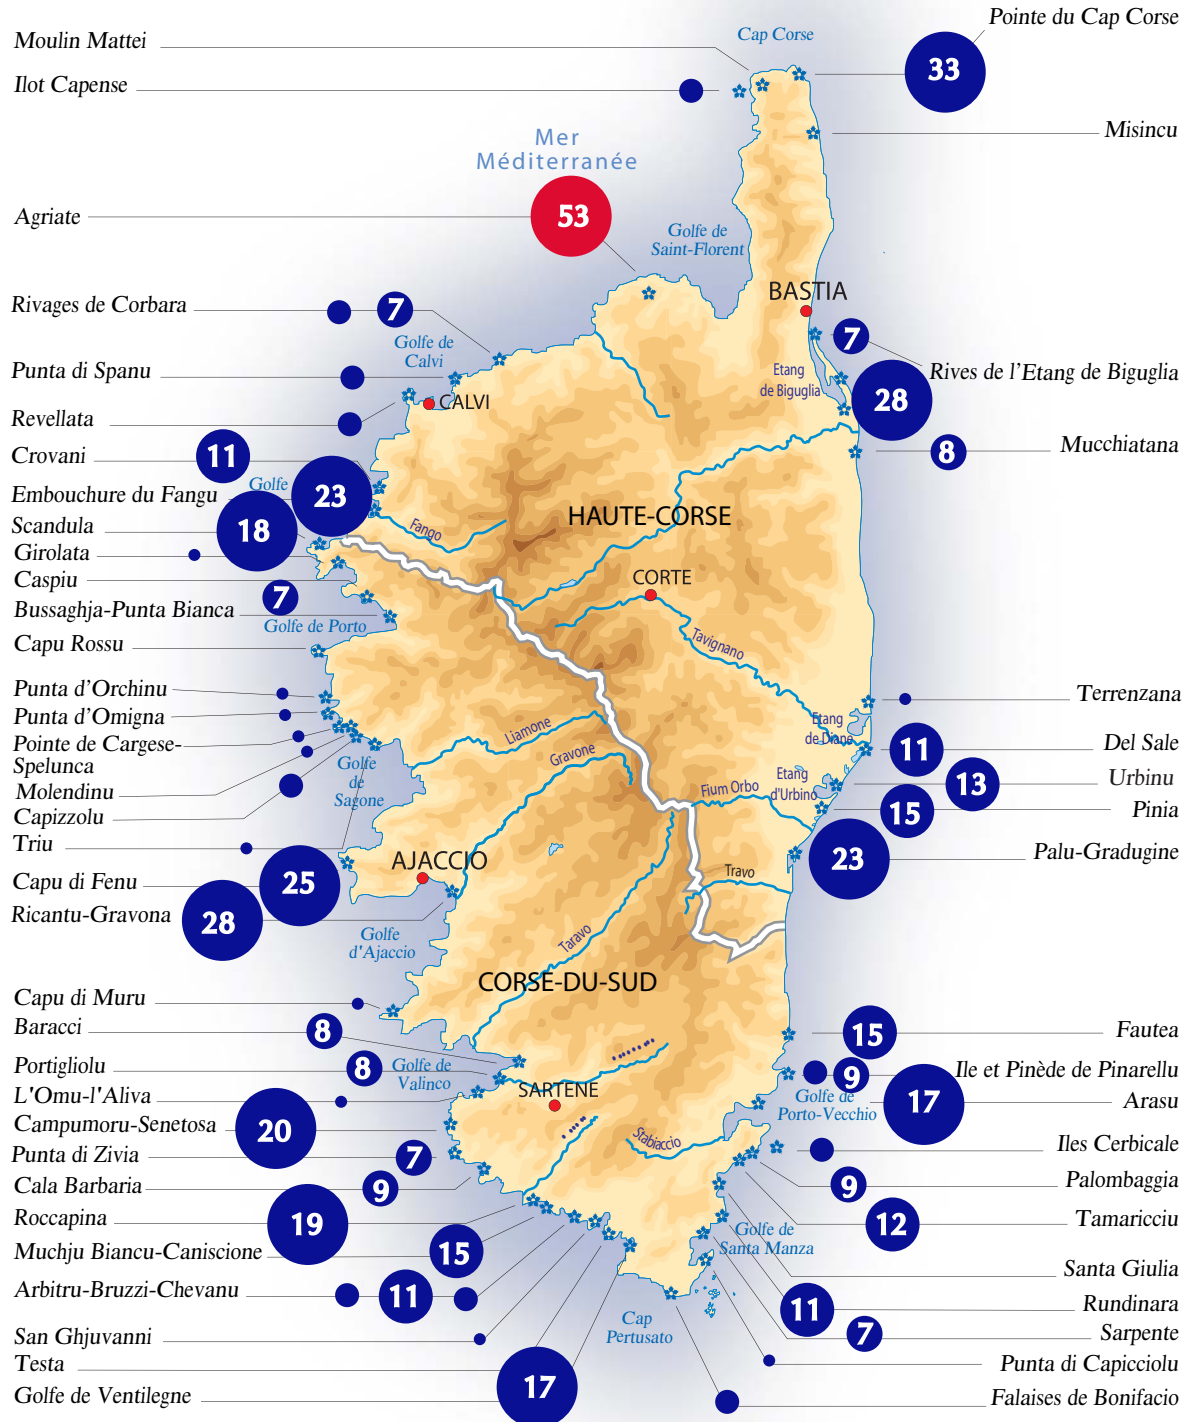 Pointe du Cap Corse
Moulin Mattei
Cap Corse
33
Ilot Capense
Misincu
Mer
Méditerranée
Agriate
53
Golfe de
Saint-Florent
BASTIA
Rivages de Corbara
7
Golfe de
Calvi
7
Punta di Spanu
Etang
de Biguglia
Rives de l'Etang de Biguglia
Revellata
CALVI
28
Crovani
11
Mucchiatana
8
Embouchure du Fangu
Golfe
23
HAUTE-CORSE
Scandula
18
Fango
Girolata
Caspiu
CORTE
7
Bussaghja-Punta Bianca
Golfe de Porto
Capu Rossu
Tavignano
Punta d'Orchinu
Terrenzana
Punta d'Omigna
Liamone
Etang
de Diane
Pointe de Cargese-
Spelunca
Gravone
11
Del Sale
Molendinu
Golfe
de
Sagone
Etang
d'Urbino
13
Urbinu
Capizzolu
Fium Orbo
15
Pinia
Triu
23
Palu-Gradugine
AJACCIO
Capu di Fenu
25
Travo
Ricantu-Gravona
28
Golfe
d'Ajaccio
Taravo
CORSE-DU-SUD
Capu di Muru
Baracci
8
15
Fautea
Portigliolu
8
Golfe de
Valinco
9
Ile et Pinède de Pinarellu
L'Omu-l'Aliva
SARTENE
Golfe de
Porto-Vecchio
17
Arasu
Campumoru-Senetosa
20
Stabiaccio
Iles Cerbicale
Punta di Zivia
7
Palombaggia
9
Cala Barbaria
9
Roccapina
19
12
Tamaricciu
Muchju Biancu-Caniscione
15
Golfe de
Santa Manza
Santa Giulia
Arbitru-Bruzzi-Chevanu
11
11
Rundinara
San Ghjuvanni
Cap
Pertusato
7
Sarpente
Testa
Punta di Capicciolu
17
Golfe de Ventilegne
Falaises de Bonifacio